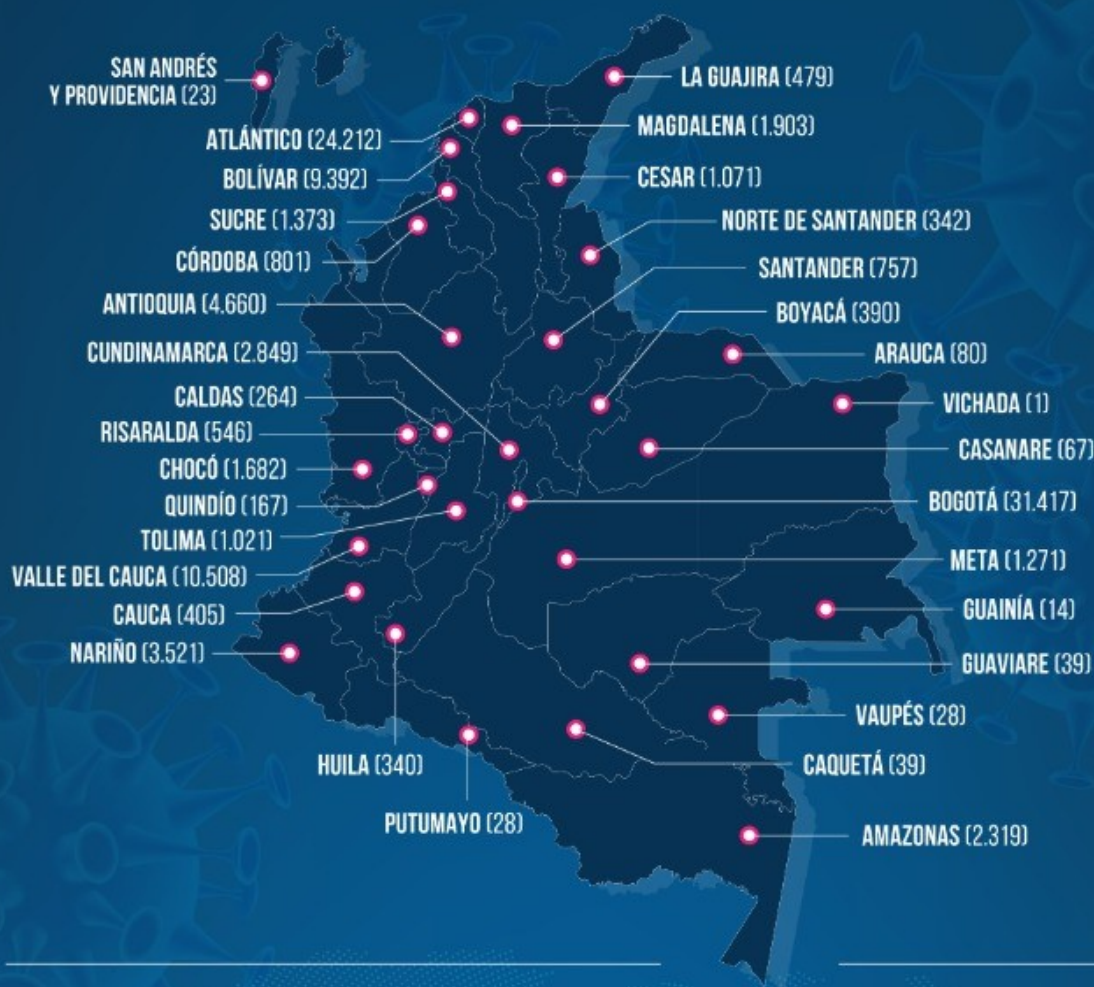 SAN ANDRÉS
Y PROVIDENCIA (23)
ATLÁNTICO (24.212)
BOLÍVAR (9.392)
SUCRE (1.373)
CÓRDOBA (801)
ANTIOQUIA (4.660)
CUNDINAMARCA (2.849)
CALDAS (264)
RISARALDA (546)
CHOCÓ (1.682)
QUINDÍO (167)
TOLIMA (1.021)
VALLE DEL CAUCA (10.508)
CAUCA (405)
NARIÑO (3.521)
HUILA (340)
PUTUMAYO (28)
LA GUAJIRA (479)
MAGDALENA (1.903)
CESAR (1.071)
NORTE DE SANTANDER (342)
SANTANDER (757)
BOYACÁ (390)
ARAUCA (80)
VICHADA (1)
CASANARE (67)
BOGOTÁ (31.417)
META (1.271)
GUAINÍA (14)
GUAVIARE (39)
VAUPÉS (28)
CAQUETÁ (39)
AMAZONAS (2.319)